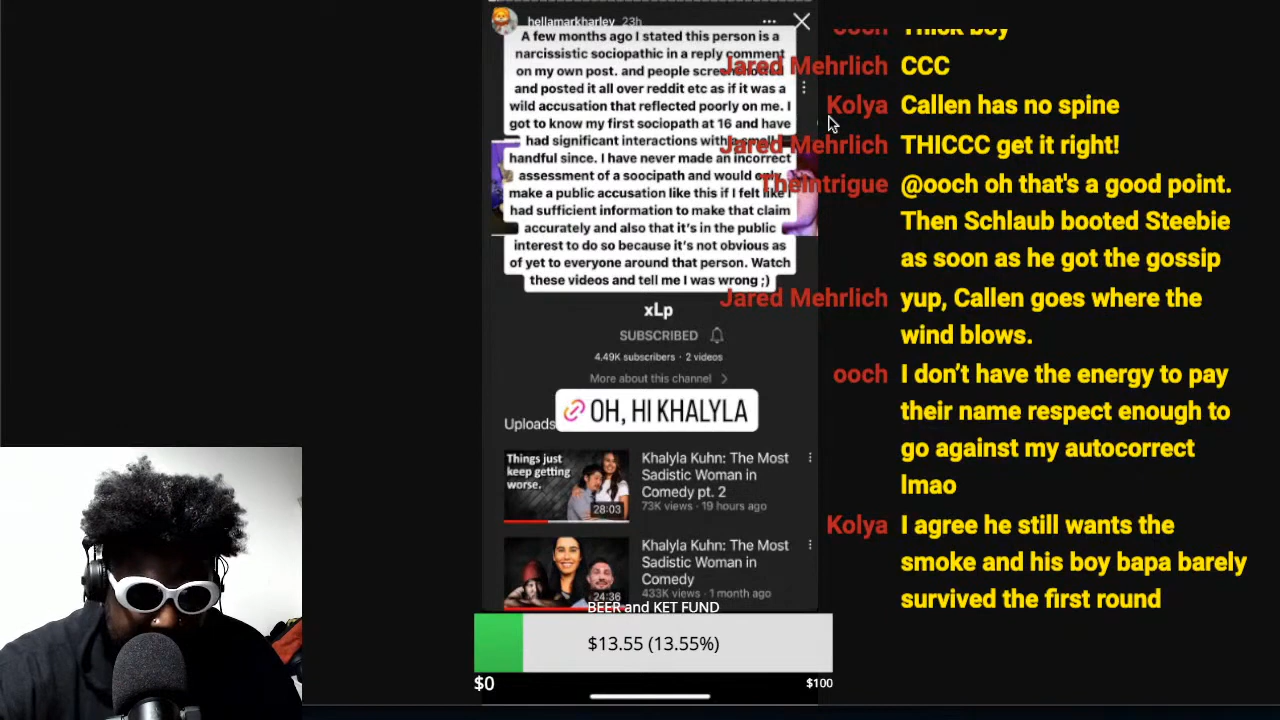 hellamarkharley 23h
A few months ago I stated this person is a
narcissistic sociopathic in a reply comment
on my own post. and people screenshotted
and posted it all over reddit etc as if it was a
wild accusation that reflected poorly on me. I
got to know my first sociopath at 16 and have
had significant interactions with a small
handful since. I have never made an incorrect
assessment of a soocipath and would only
make a public accusation like this if I felt like I
had sufficient information to make that claim
accurately and also that it's in the public
interest to do so because it's not obvious as
of yet to everyone around that person. Watch
these videos and tell me I was wrong ;)
xLp
SUBSCRIBED
4.49K subscribers · 2 videos
More about this channel
OH, HI KHALYLA
Uploads
Things just
keep getting
worse.
28:03
Khalyla Kuhn: The Most
Sadistic Woman in
Comedy pt. 2
73K views · 19 hours ago
24:36
Khalyla Kuhn: The Most
Sadistic Woman in
Comedy
433K views · 1 month ago
BEER and KET FUND
$13.55 (13.55%)
$0
$100
ooch Thick boy
Jared Mehrlich CCC
Kolya Callen has no spine
Jared Mehrlich THICCC get it right!
TheIntrigue @ooch oh that's a good point.
Then Schlaub booted Steebie
as soon as he got the gossip
Jared Mehrlich yup, Callen goes where the
wind blows.
ooch I don't have the energy to pay
their name respect enough to
go against my autocorrect
lmao
Kolya I agree he still wants the
smoke and his boy bapa barely
survived the first round